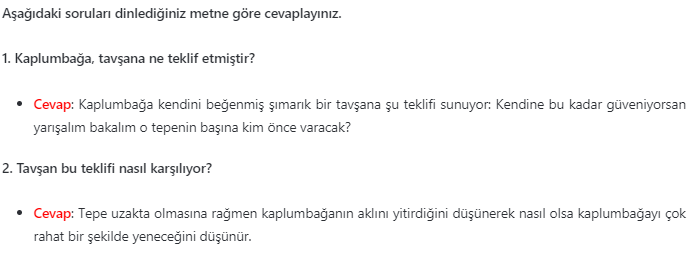 Aşağıdaki soruları dinlediğiniz metne göre cevaplayınız.
1. Kaplumbağa, tavşana ne teklif etmiştir?
Cevap: Kaplumbağa kendini beğenmiş şımarık bir tavşana şu teklifi sunuyor: Kendine bu kadar güveniyorsan
yarışalım bakalım o tepenin başına kim önce varacak?
2. Tavşan bu teklifi nasıl karşılıyor?
Cevap: Tepe uzakta olmasına rağmen kaplumbağanın aklını yitirdiğini düşünerek nasıl olsa kaplumbağayı çok
rahat bir şekilde yeneceğini düşünür.